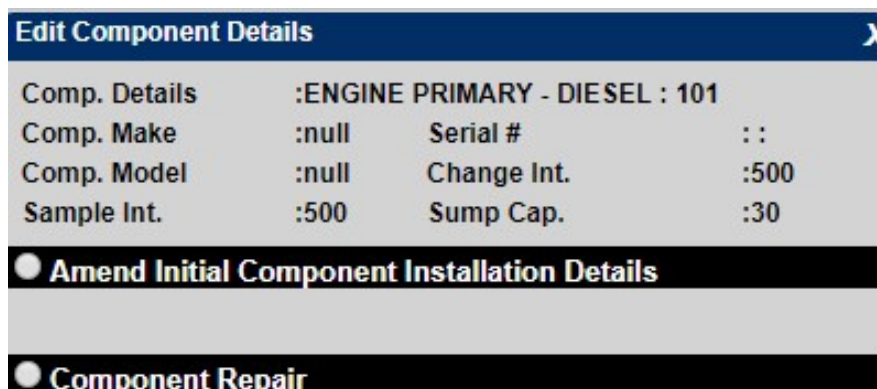 Edit Component Details X
Comp. Details :ENGINE PRIMARY - DIESEL : 101
Comp. Make :null Serial # : :
Comp. Model :null Change Int. :500
Sample Int. :500 Sump Cap. :30
Amend Initial Component Installation Details
Component Repair